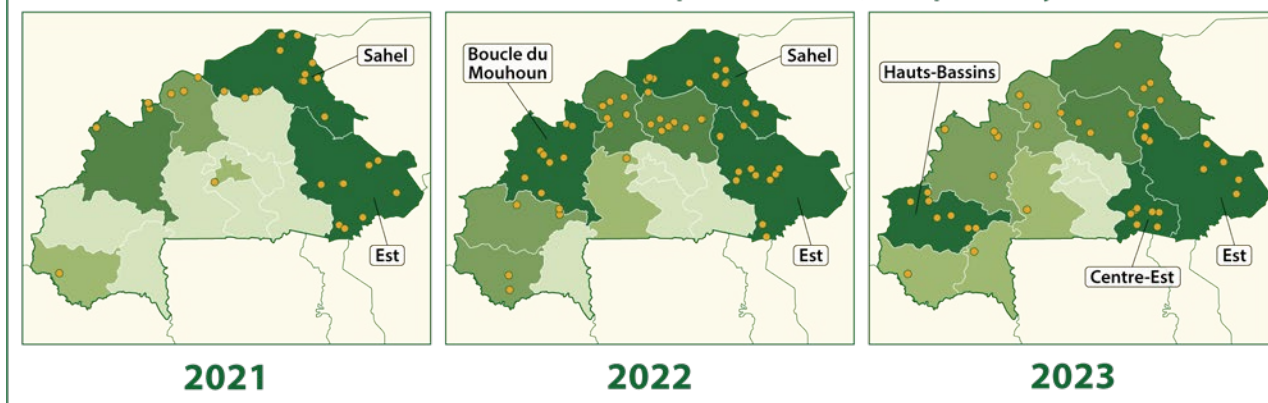 Sahel
Est
2021
Boucle du
Mouhoun
Sahel
Est
2022
Hauts-Bassins
Centre-Est
Est
2023